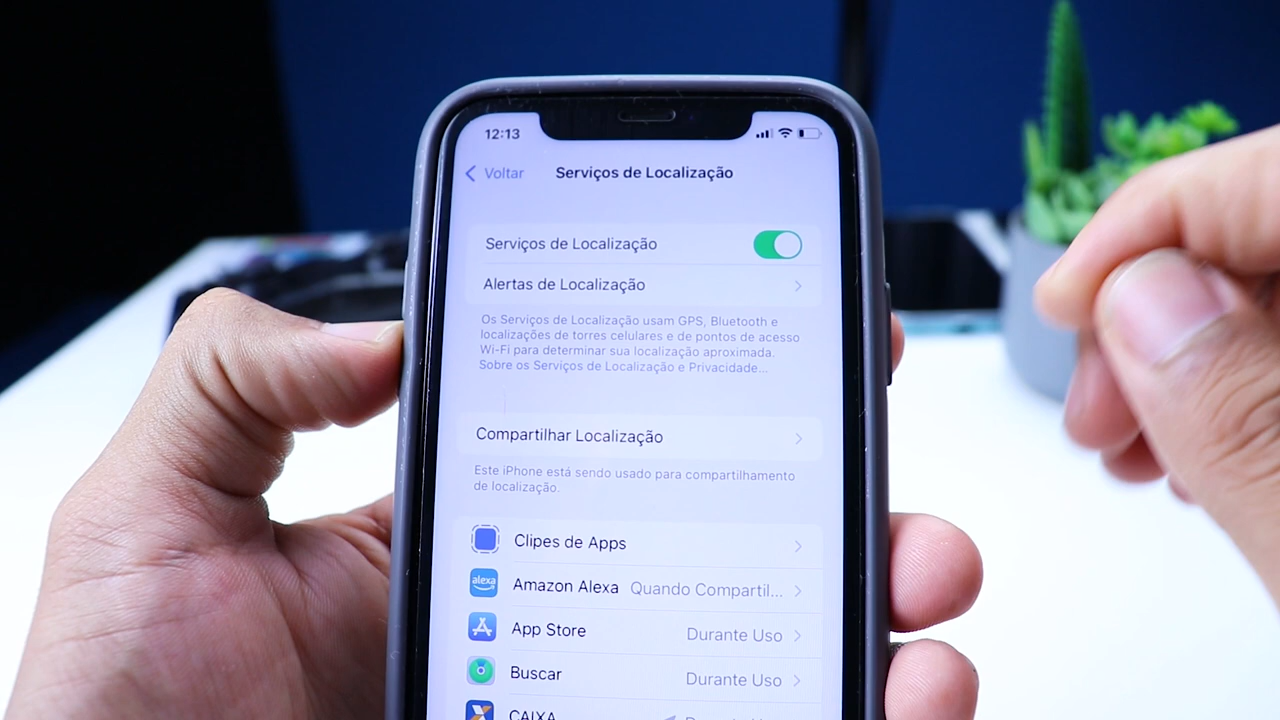 12:13
Voltar Serviços de Localização
Serviços de Localização
Alertas de Localização
Os Serviços de Localização usam GPS, Bluetooth e
localizações de torres celulares e de pontos de acesso
Wi-Fi para determinar sua localização aproximada.
Sobre os Serviços de Localização e Privacidade...
Compartilhar Localização
Este iPhone está sendo usado para compartilhamento
de localização.
Clipes de Apps
alexa Amazon Alexa Quando Compartil...
App Store Durante Uso
Buscar Durante Uso
CAIXA Durante Uso